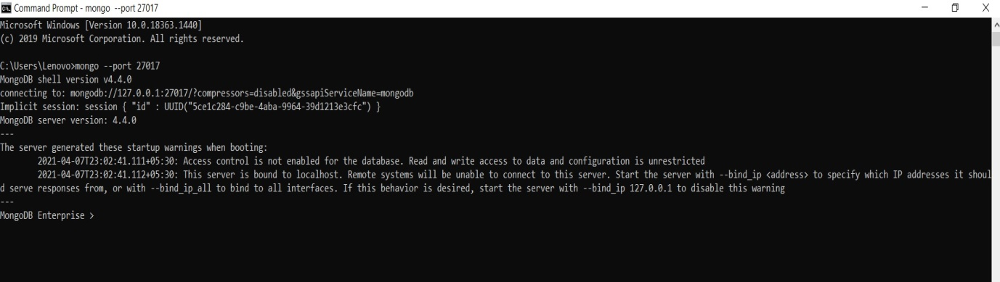 Command Prompt - mongo --port 27017
Microsoft Windows [Version 10.0.18363.1440]
(c) 2019 Microsoft Corporation. All rights reserved.
C:\Users\Lenovo>mongo --port 27017
MongoDB shell version v4.4.0
connecting to: mongodb://127.0.0.1:27017/?compressors=disabled&gssapiServiceName=mongodb
Implicit session: session { "id" : UUID("5ce1c284-c9be-4aba-9964-39d1213e3cfc") }
MongoDB server version: 4.4.0
---
The server generated these startup warnings when booting:
2021-04-07T23:02:41.111+05:30: Access control is not enabled for the database. Read and write access to data and configuration is unrestricted
2021-04-07T23:02:41.112+05:30: This server is bound to localhost. Remote systems will be unable to connect to this server. Start the server with --bind_ip <address> to specify which IP addresses it shoul
d serve responses from, or with --bind_ip_all to bind to all interfaces. If this behavior is desired, start the server with --bind_ip 127.0.0.1 to disable this warning
---
MongoDB Enterprise >